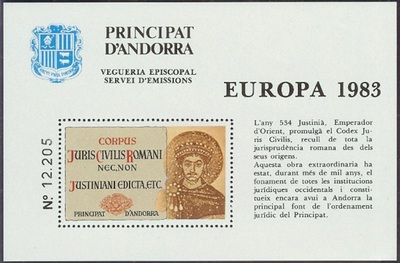 PRINCIPAT
D'ANDORRA
VEGUERIA EPISCOPAL
SERVEI D'EMISSIONS
EUROPA 1983
L'any 534 Justinià, Emperador
d'Orient, promulgà el Codex Ju-
ris Civilis, recull de tota la
jurisprudència romana des dels
seus origens.
Aquesta obra extraordinaria ha
estat, durant més de mil anys, el
fonament de totes les institucions
jurídiques occidentals i consti-
tueix encara avui a Andorra la
principal font de l'ordenament
jurídic del Principat.
Nº 12.205
CORPUS
JURIS CIVILIS ROMANI
NEC, NON
JUSTINIANI EDICTA, ETC.
PRINCIPAT D'ANDORRA